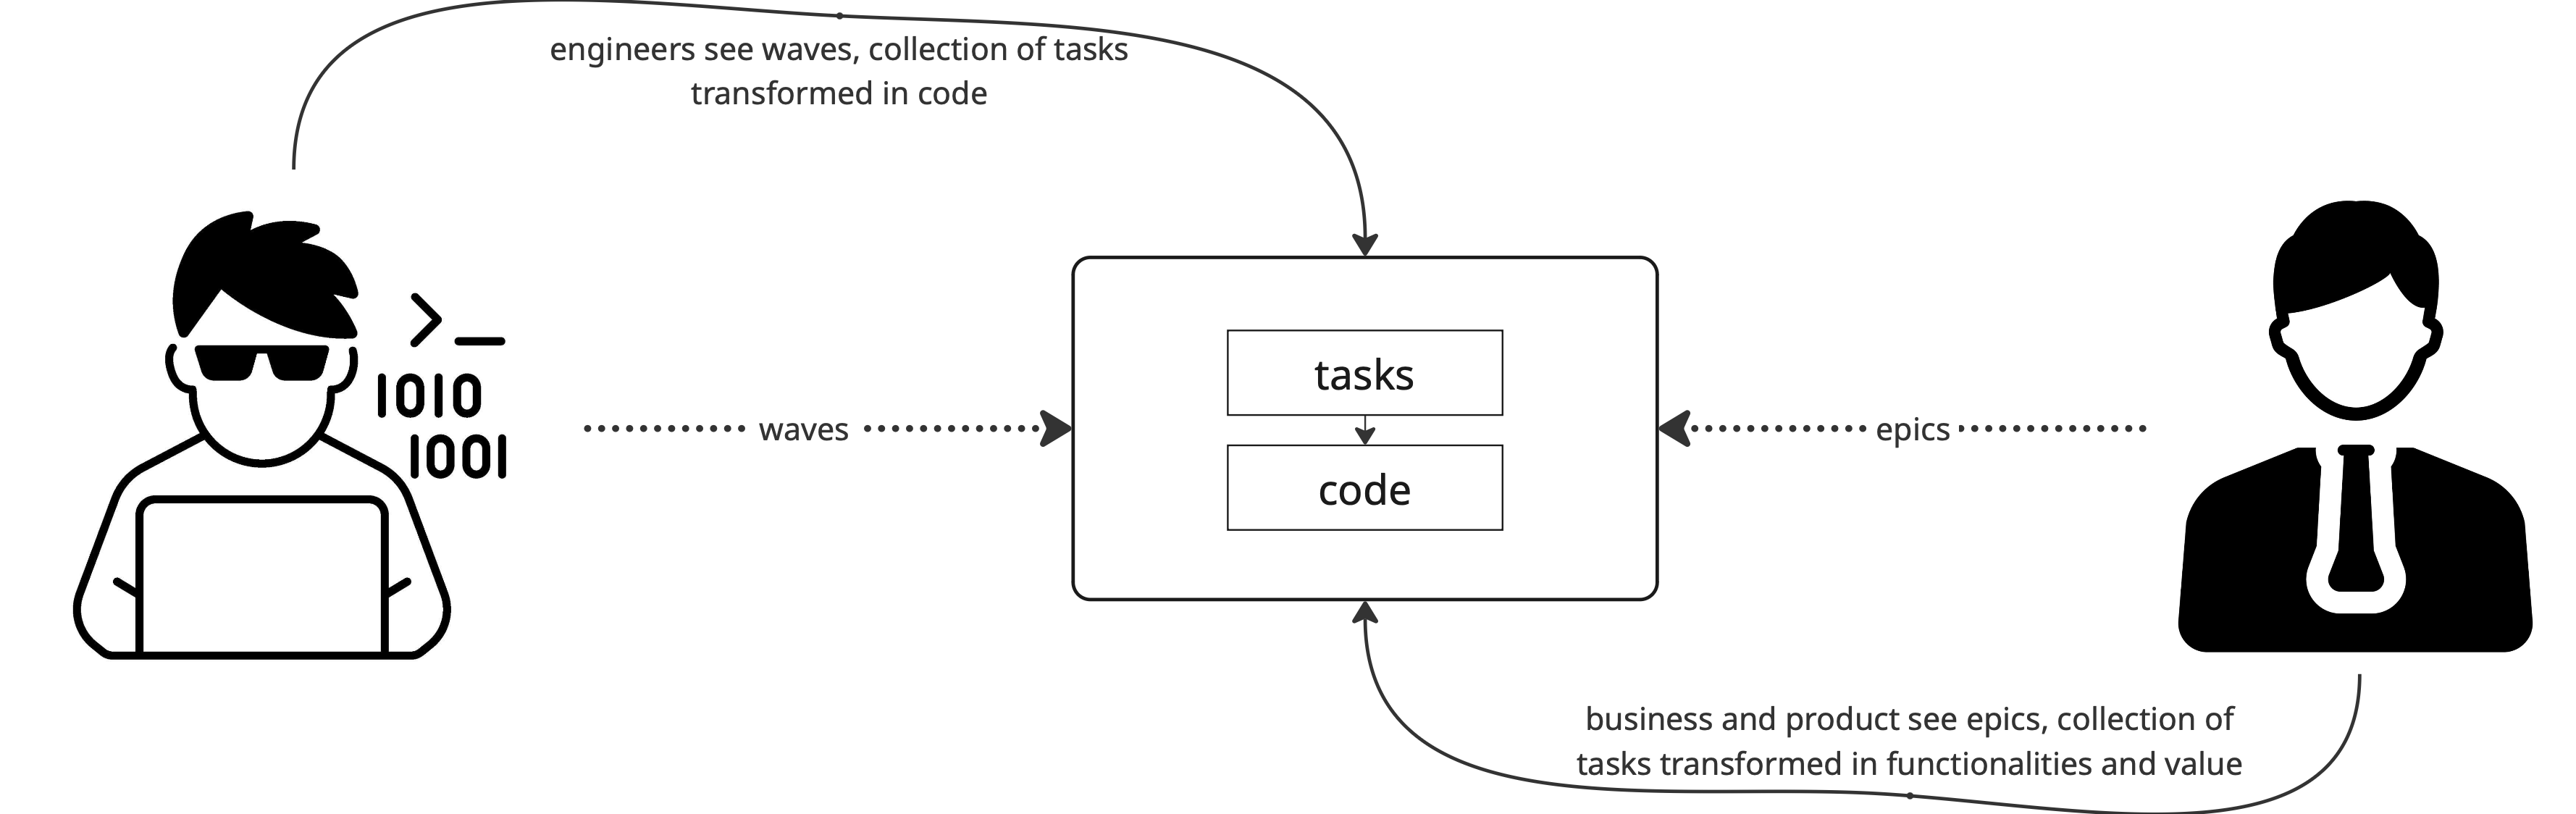 engineers see waves, collection of tasks
transformed in code
>_
1010
1001
waves
tasks
code
epics
business and product see epics, collection of
tasks transformed in functionalities and value